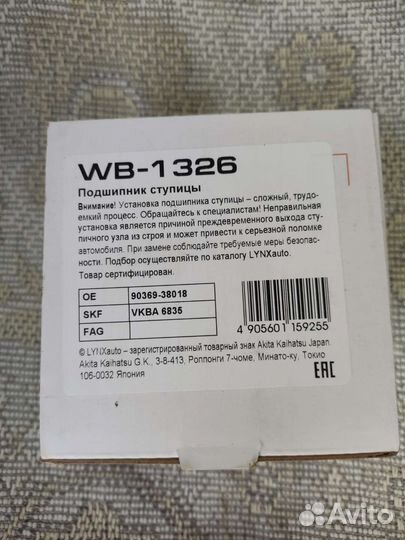 WB-1326
Подшипник ступицы
Внимание! Установка подшипника ступицы – сложный, трудо-
емкий процесс. Обращайтесь к специалистам! Неправильная
установка является причиной преждевременного выхода сту-
пичного узла из строя и может привести к серьезной поломке
автомобиля. При замене соблюдайте требуемые меры безопас-
ности. Подбор осуществляйте по каталогу LYNXauto.
Товар сертифицирован.
OE 90369-38018
SKF VKBA 6835
FAG
4 905601 159255
© LYNXauto – зарегистрированный товарный знак Akita Kaihatsu Japan.
Akita Kaihatsu G.K., 3-8-413, Роппонги 7-чоме, Минато-ку, Токио
106-0032 Япония
EAC
Avito